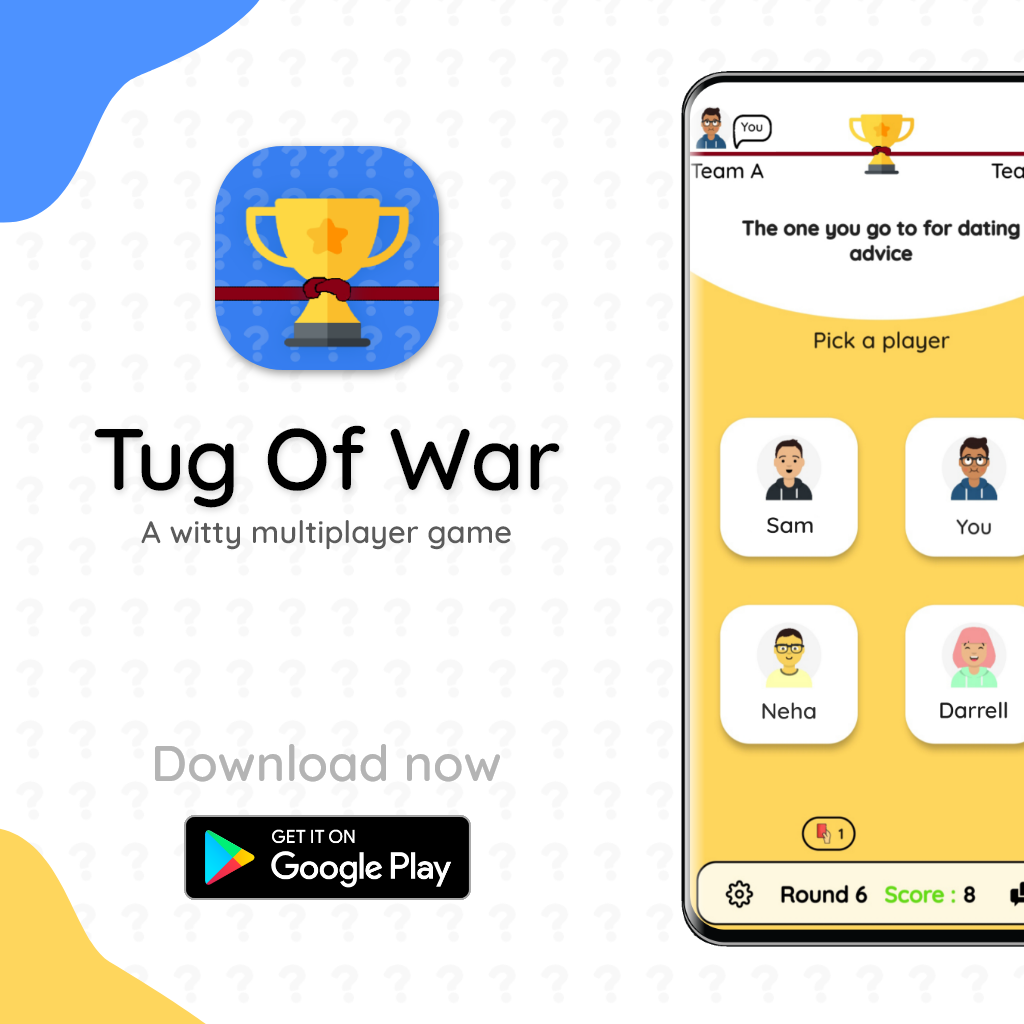 Tug Of War
A witty multiplayer game
Download now
GET IT ON
Google Play
You
Team A
The one you go to for dating
advice
Pick a player
Sam
You
Neha
Darrell
1
Round 6 Score : 8